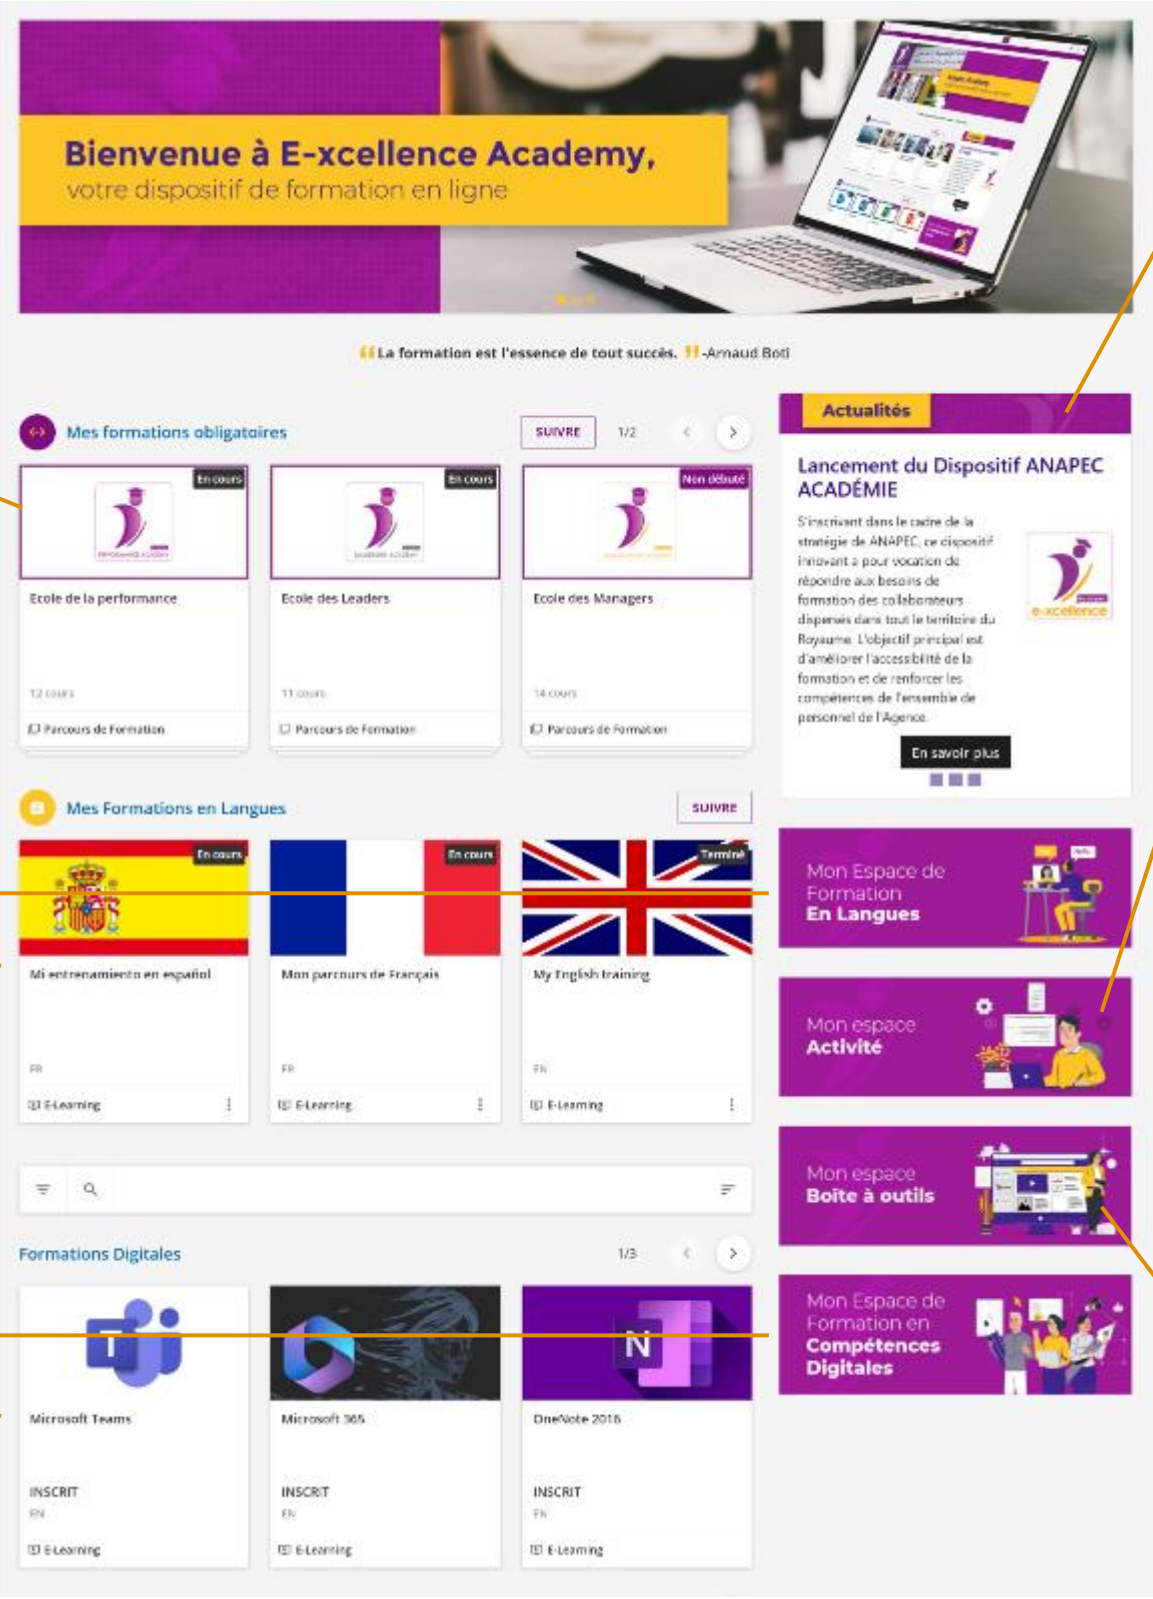 Bienvenue à E-xcellence Academy,
votre dispositif de formation en ligne
La formation est l'essence de tout succès. -Arnaud Boti
Mes formations obligatoires
SUIVRE
1/2
En cours
En cours
Non débuté
Ecole de la performance
Ecole des Leaders
Ecole des Managers
12 cours
11 cours
14 cours
Parcours de Formation
Parcours de Formation
Parcours de Formation
Actualités
Lancement du Dispositif ANAPEC
ACADÉMIE
S'inscrivant dans le cadre de la
stratégie de ANAPEC, ce dispositif
innovant a pour vocation de
répondre aux besoins de
formation des collaborateurs
dispersés dans tout le territoire du
Royaume. L'objectif principal est
d'améliorer l'accessibilité de la
formation et de renforcer les
compétences de l'ensemble de
personnel de l'Agence.
e-xcellence
En savoir plus
Mes Formations en Langues
SUIVRE
En cours
En cours
Terminé
Mi entrenamiento en español
Mon parcours de Français
My English training
FR
FR
EN
E-Learning
E-Learning
E-Learning
Mon Espace de
Formation
En Langues
Mon espace
Activité
Mon espace
Boîte à outils
Mon Espace de
Formation en
Compétences
Digitales
Formations Digitales
1/3
T
N
Microsoft Teams
Microsoft 365
OneNote 2016
INSCRIT
INSCRIT
INSCRIT
EN
EN
EN
E-Learning
E-Learning
E-Learning